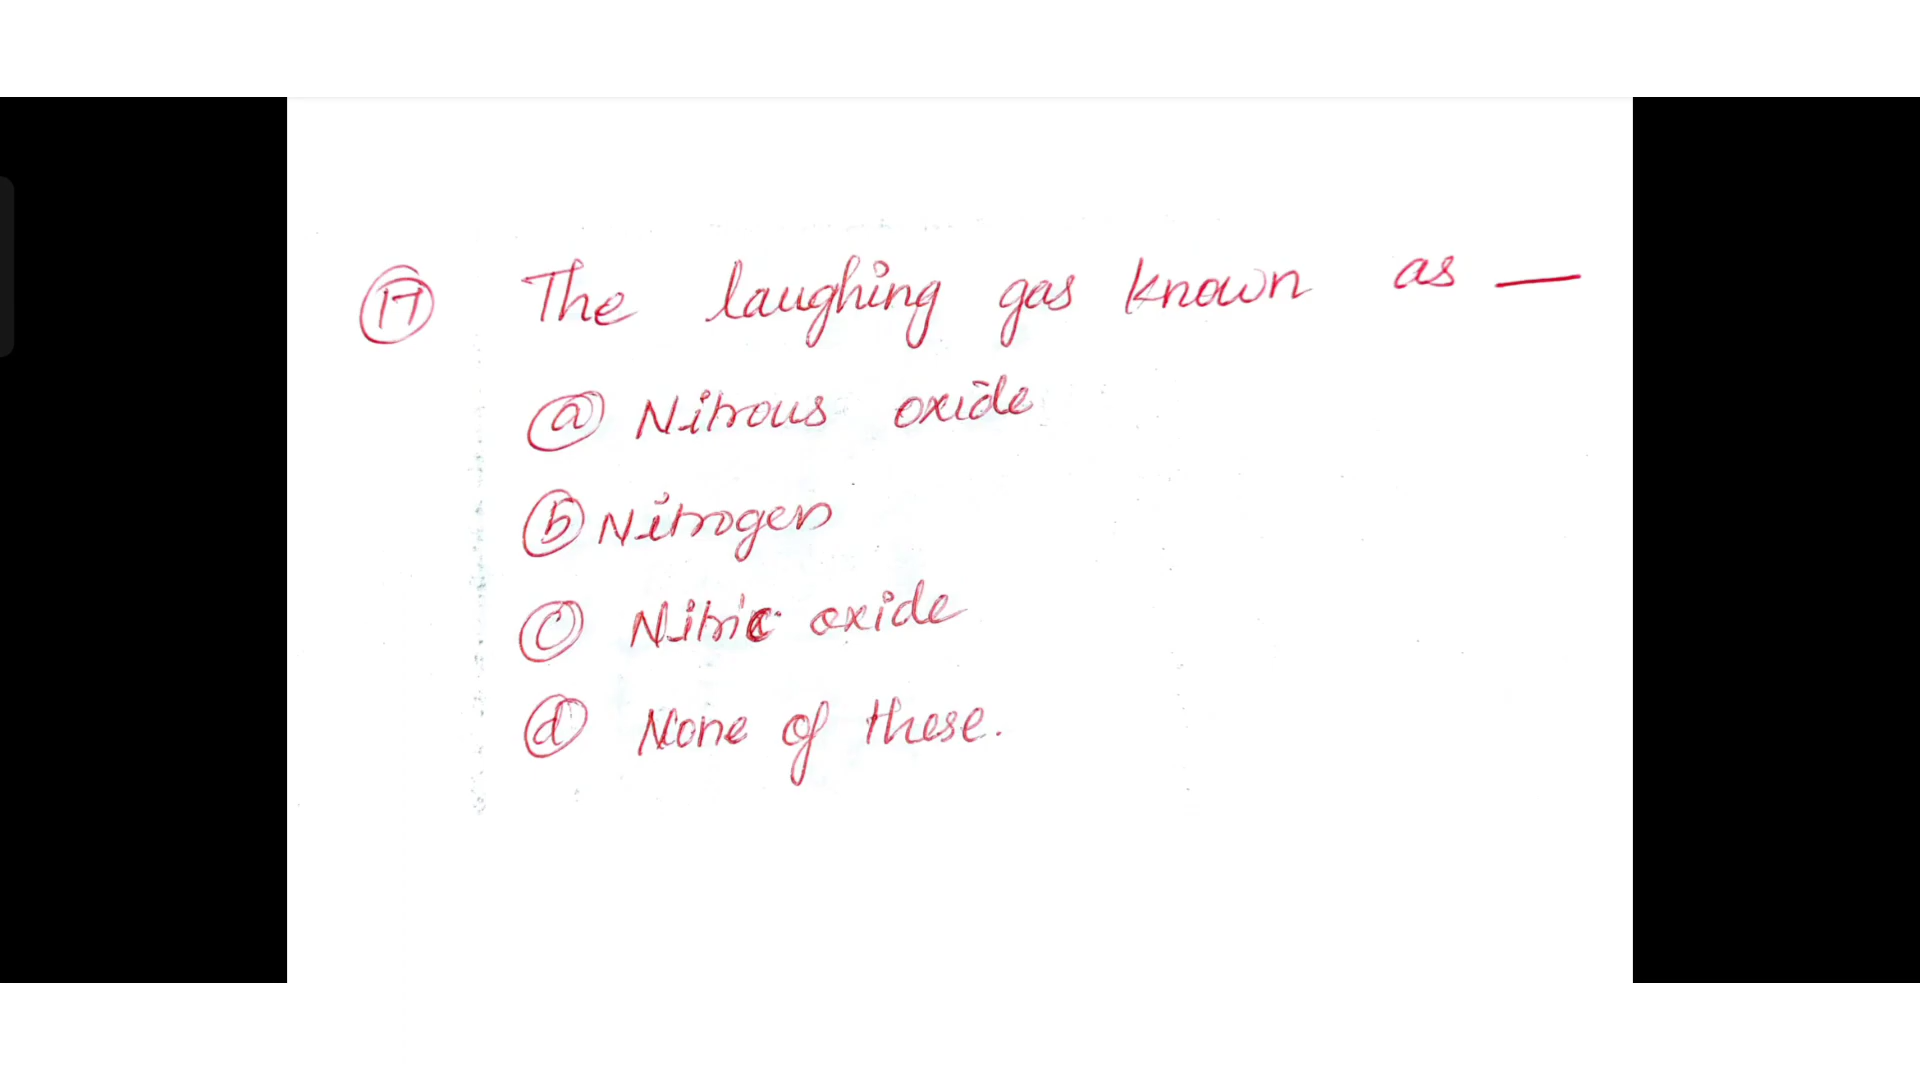 17 The laughing gas known as —
a Nitrous oxide
b Nitrogen
c Nitric oxide
d None of these.